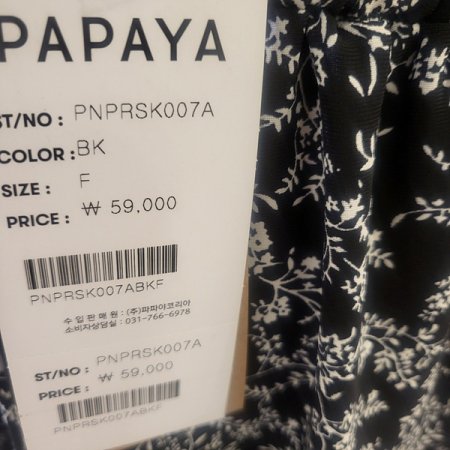 PAPAYA
ST/NO : PNPRSK007A
COLOR : BK
SIZE : F
PRICE : ₩ 59,000
PNPRSK007ABKF
수 입 판 매 원 : (주)파파야코리아
소비자상담실 : 031-766-6978
ST/NO : PNPRSK007A
PRICE : ₩ 59,000
PNPRSK007ABKF